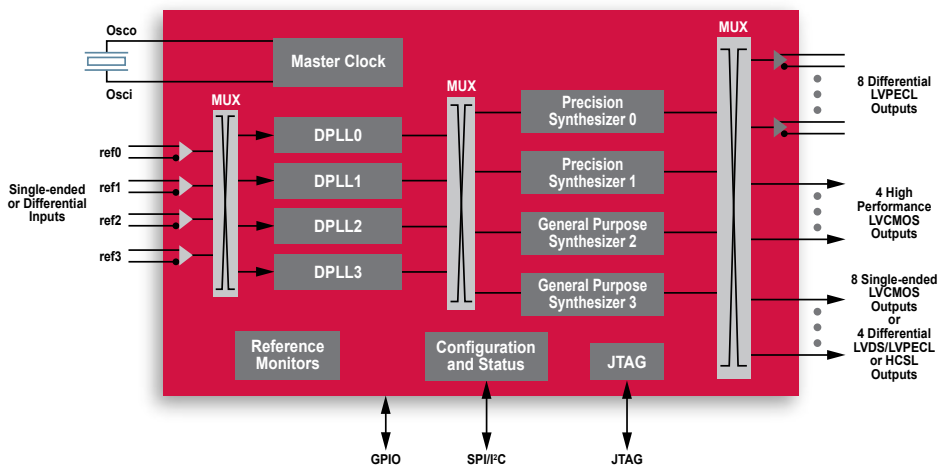 Osco
Osci
Master Clock
MUX
MUX
MUX
ref0
ref1
ref2
ref3
Single-ended
or Differential
Inputs
DPLL0
DPLL1
DPLL2
DPLL3
Precision
Synthesizer 0
Precision
Synthesizer 1
General Purpose
Synthesizer 2
General Purpose
Synthesizer 3
8 Differential
LVPECL
Outputs
4 High
Performance
LVCMOS
Outputs
8 Single-ended
LVCMOS
Outputs
or
4 Differential
LVDS/LVPECL
or HCSL
Outputs
Reference
Monitors
Configuration
and Status
JTAG
GPIO
SPI/I²C
JTAG